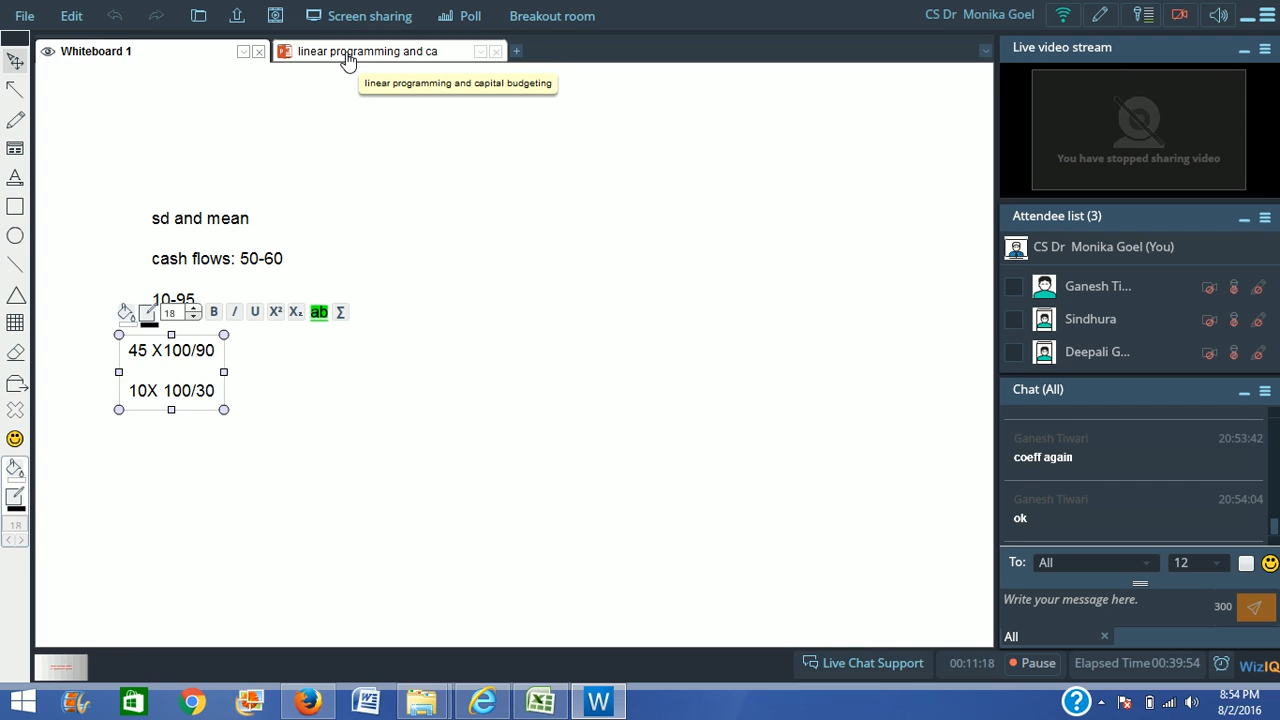 File Edit Screen sharing Poll Breakout room CS Dr Monika Goel
Whiteboard 1
linear programming and ca
linear programming and capital budgeting
sd and mean
cash flows: 50-60
10-95
18 B I U X² X₂ ab Σ
45 X100/90
10X 100/30
18
Live video stream
You have stopped sharing video
Attendee list (3)
CS Dr Monika Goel (You)
Ganesh Ti...
Sindhura
Deepali G...
Chat (All)
Ganesh Tiwari 20:53:42
coeff again
Ganesh Tiwari 20:54:04
ok
To: All 12
Write your message here. 300
All
Live Chat Support 00:11:18 Pause Elapsed Time 00:39:54 WizIQ
8:54 PM
8/2/2016